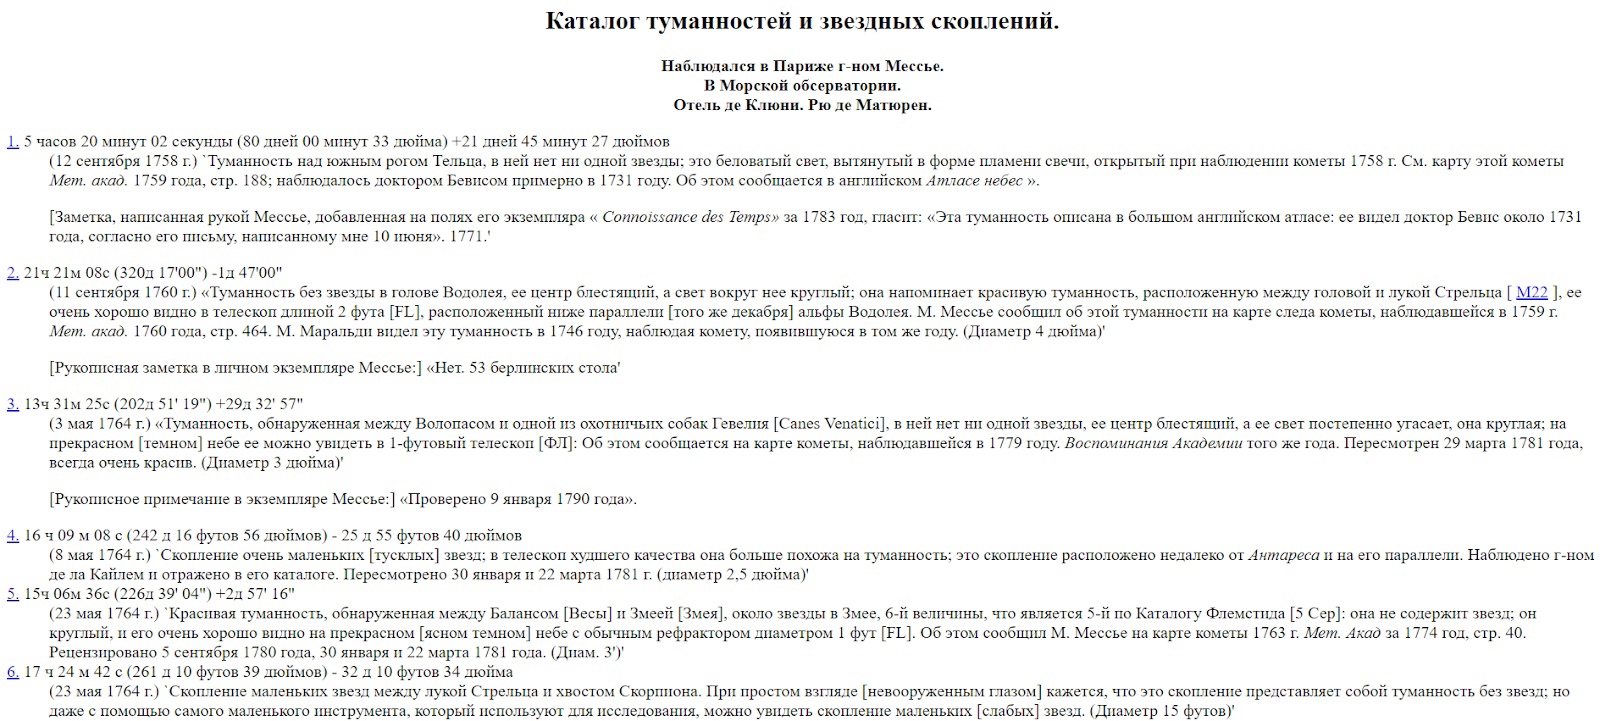 Каталог туманностей и звездных скоплений.
Наблюдался в Париже г-ном Мессье.
В Морской обсерватории.
Отель де Клюни. Рю де Матюрен.
1. 5 часов 20 минут 02 секунды (80 дней 00 минут 33 дюйма) +21 дней 45 минут 27 дюймов
(12 сентября 1758 г.) `Туманность над южным рогом Тельца, в ней нет ни одной звезды; это беловатый свет, вытянутый в форме пламени свечи, открытый при наблюдении кометы 1758 г. См. карту этой кометы
Мет. акад. 1759 года, стр. 188; наблюдалось доктором Бевисом примерно в 1731 году. Об этом сообщается в английском Атласе небес ».
[Заметка, написанная рукой Мессье, добавленная на полях его экземпляра « Connoissance des Temps» за 1783 год, гласит: «Эта туманность описана в большом английском атласе: ее видел доктор Бевис около 1731
года, согласно его письму, написанному мне 10 июня». 1771.'
2. 21ч 21м 08с (320д 17'00") -1д 47'00"
(11 сентября 1760 г.) «Туманность без звезды в голове Водолея, ее центр блестящий, а свет вокруг нее круглый; она напоминает красивую туманность, расположенную между головой и лукой Стрельца [ M22 ], ее
очень хорошо видно в телескоп длиной 2 фута [FL], расположенный ниже параллели [того же декабря] альфы Водолея. М. Мессье сообщил об этой туманности на карте следа кометы, наблюдавшейся в 1759 г.
Мет. акад. 1760 года, стр. 464. М. Маральди видел эту туманность в 1746 году, наблюдая комету, появившуюся в том же году. (Диаметр 4 дюйма)'
[Рукописная заметка в личном экземпляре Мессье:] «Нет. 53 берлинских стола'
3. 13ч 31м 25с (202д 51' 19") +29д 32' 57"
(3 мая 1764 г.) «Туманность, обнаруженная между Волопасом и одной из охотничьих собак Гевелия [Canes Venatici], в ней нет ни одной звезды, ее центр блестящий, а ее свет постепенно угасает, она круглая; на
прекрасном [темном] небе ее можно увидеть в 1-футовый телескоп [ФЛ]: Об этом сообщается на карте кометы, наблюдавшейся в 1779 году. Воспоминания Академии того же года. Пересмотрен 29 марта 1781 года,
всегда очень красив. (Диаметр 3 дюйма)'
[Рукописное примечание в экземпляре Мессье:] «Проверено 9 января 1790 года».
4. 16 ч 09 м 08 с (242 д 16 футов 56 дюймов) - 25 д 55 футов 40 дюймов
(8 мая 1764 г.) `Скопление очень маленьких [тусклых] звезд; в телескоп худшего качества она больше похожа на туманность; это скопление расположено недалеко от Антареса и на его параллели. Наблюдено г-ном
де ла Кайлем и отражено в его каталоге. Пересмотрено 30 января и 22 марта 1781 г. (диаметр 2,5 дюйма)'
5. 15ч 06м 36с (226д 39' 04") +2д 57' 16"
(23 мая 1764 г.) `Красивая туманность, обнаруженная между Балансом [Весы] и Змеей [Змея], около звезды в Змее, 6-й величины, что является 5-й по Каталогу Флемстида [5 Сер]: она не содержит звезд; он
круглый, и его очень хорошо видно на прекрасном [ясном темном] небе с обычным рефрактором диаметром 1 фут [FL]. Об этом сообщил М. Мессье на карте кометы 1763 г. Мет. Акад за 1774 год, стр. 40.
Рецензировано 5 сентября 1780 года, 30 января и 22 марта 1781 года. (Диам. 3')'
6. 17 ч 24 м 42 с (261 д 10 футов 39 дюймов) - 32 д 10 футов 34 дюйма
(23 мая 1764 г.) `Скопление маленьких звезд между лукой Стрельца и хвостом Скорпиона. При простом взгляде [невооруженным глазом] кажется, что это скопление представляет собой туманность без звезд; но
даже с помощью самого маленького инструмента, который используют для исследования, можно увидеть скопление маленьких [слабых] звезд. (Диаметр 15 футов)'